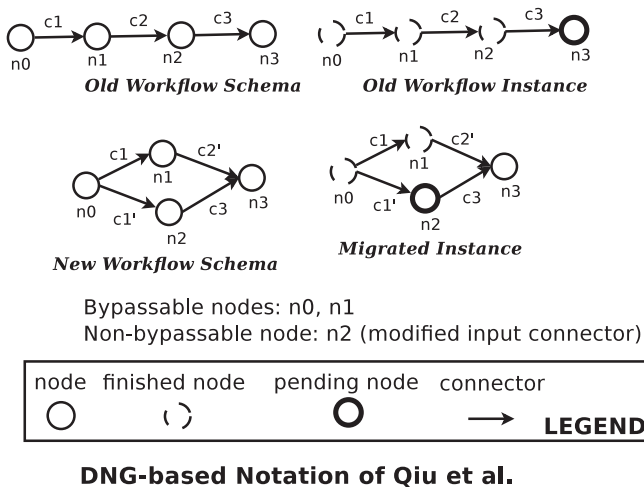 c1 c2 c3
n0 n1 n2 n3
Old Workflow Schema
c1 c2 c3
n0 n1 n2 n3
Old Workflow Instance
c1 c2'
n0 n1 n3
c1' c3
n2
New Workflow Schema
c1 c2'
n0 n1 n3
c1' c3
n2
Migrated Instance
Bypassable nodes: n0, n1
Non-bypassable node: n2 (modified input connector)
node finished node pending node connector
LEGEND
DNG-based Notation of Qiu et al.